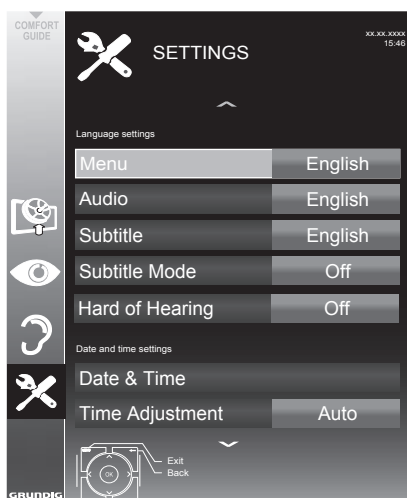 COMFORT
GUIDE
SETTINGS
xx.xx.xxxx
15:46
Language settings
Menu English
Audio English
Subtitle English
Subtitle Mode Off
Hard of Hearing Off
Date and time settings
Date & Time
Time Adjustment Auto
Exit
OK
Back
GRUNDIG